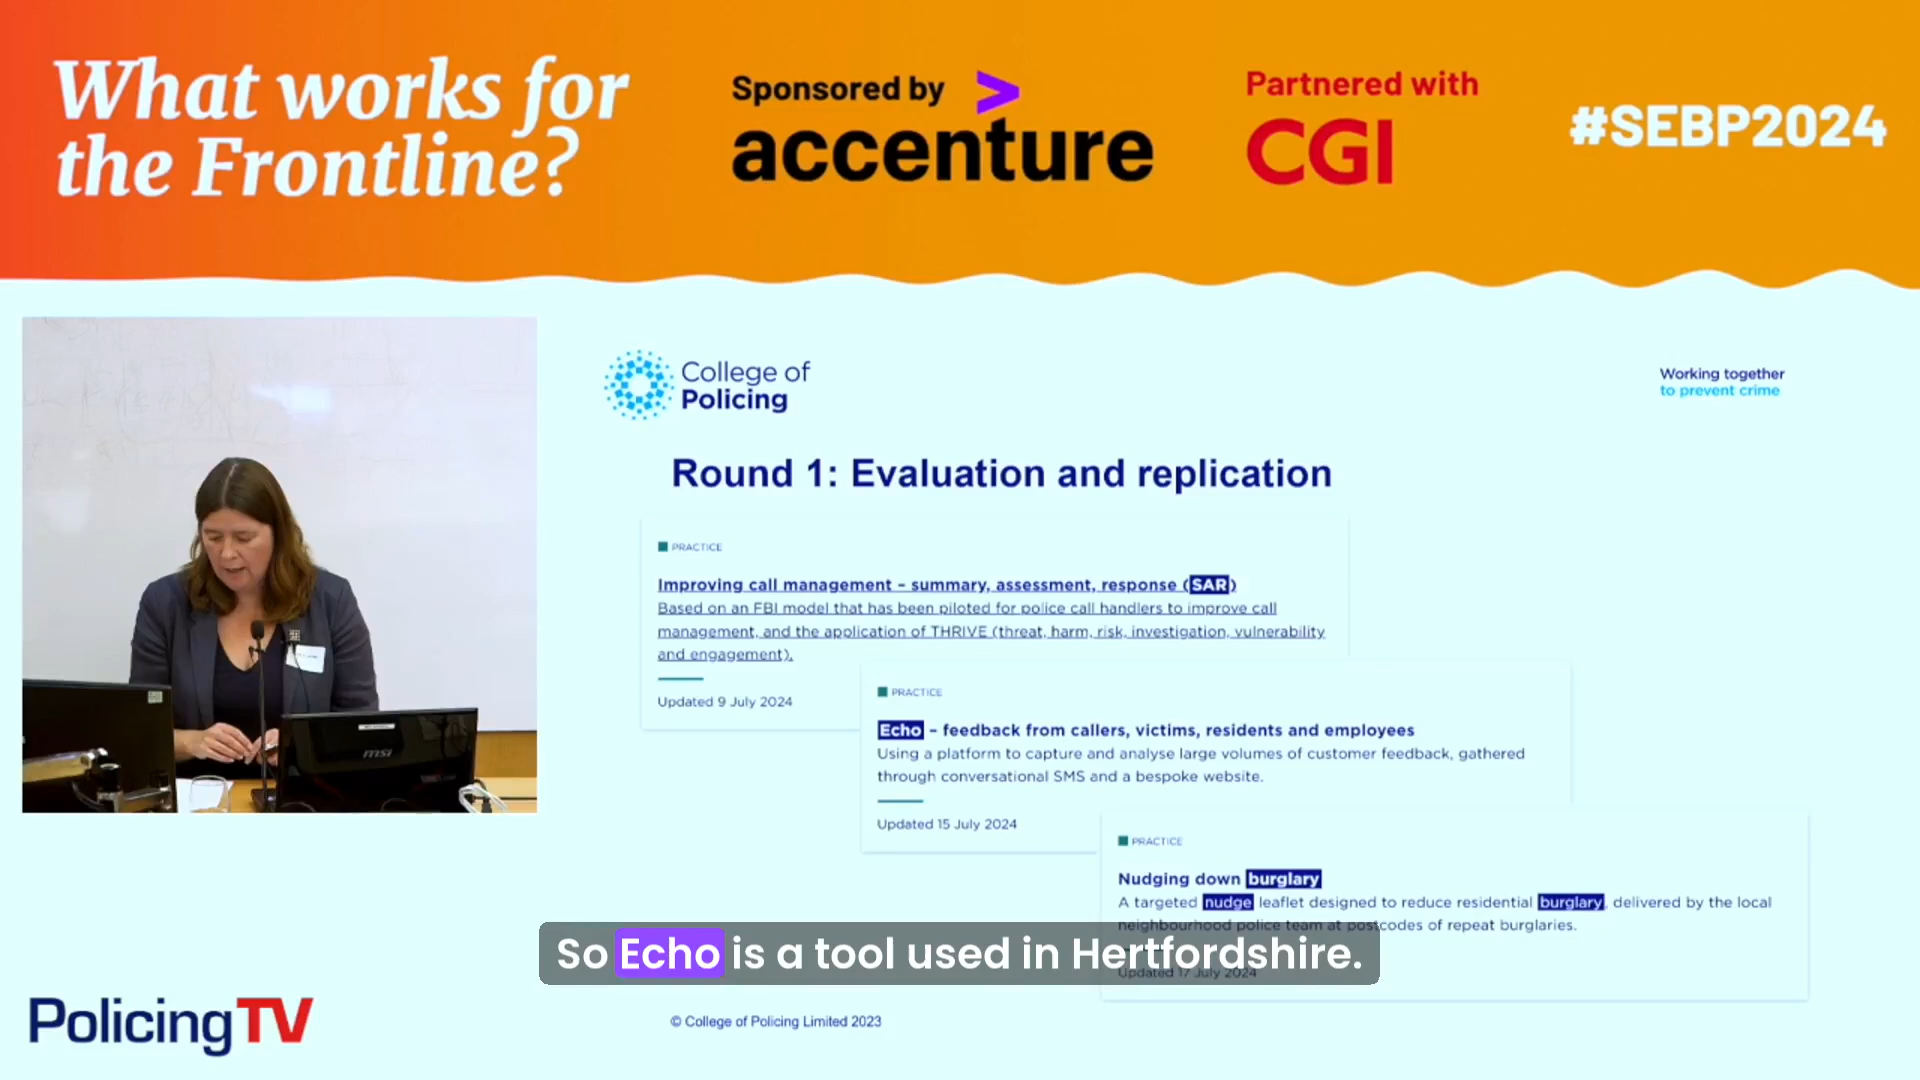 What works for
the Frontline?
Sponsored by
accenture
Partnered with
CGI
#SEBP2024
College of
Policing
Working together
to prevent crime
Round 1: Evaluation and replication
PRACTICE
Improving call management – summary, assessment, response (SAR)
Based on an FBI model that has been piloted for police call handlers to improve call
management, and the application of THRIVE (threat, harm, risk, investigation, vulnerability
and engagement).
Updated 9 July 2024
PRACTICE
Echo – feedback from callers, victims, residents and employees
Using a platform to capture and analyse large volumes of customer feedback, gathered
through conversational SMS and a bespoke website.
Updated 15 July 2024
PRACTICE
Nudging down burglary
A targeted nudge leaflet designed to reduce residential burglary, delivered by the local
neighbourhood police team at postcodes of repeat burglaries.
So Echo is a tool used in Hertfordshire.
Updated 17 July 2024
msi
PolicingTV
© College of Policing Limited 2023